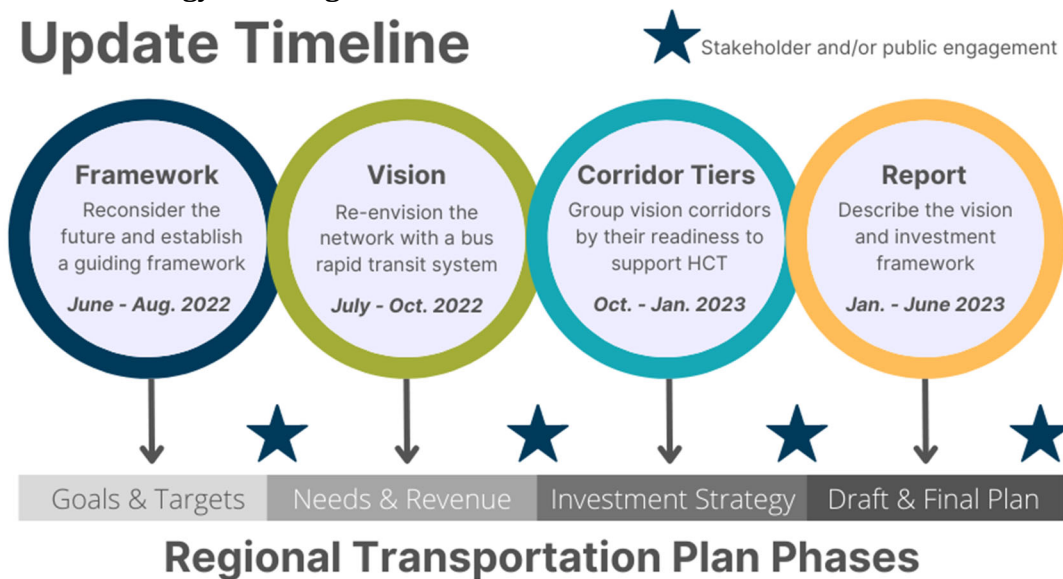 Update Timeline
Stakeholder and/or public engagement
Framework
Reconsider the
future and establish
a guiding framework
June - Aug. 2022
Vision
Re-envision the
network with a bus
rapid transit system
July - Oct. 2022
Corridor Tiers
Group vision corridors
by their readiness to
support HCT
Oct. - Jan. 2023
Report
Describe the vision
and investment
framework
Jan. - June 2023
Goals & Targets
Needs & Revenue
Investment Strategy
Draft & Final Plan
Regional Transportation Plan Phases